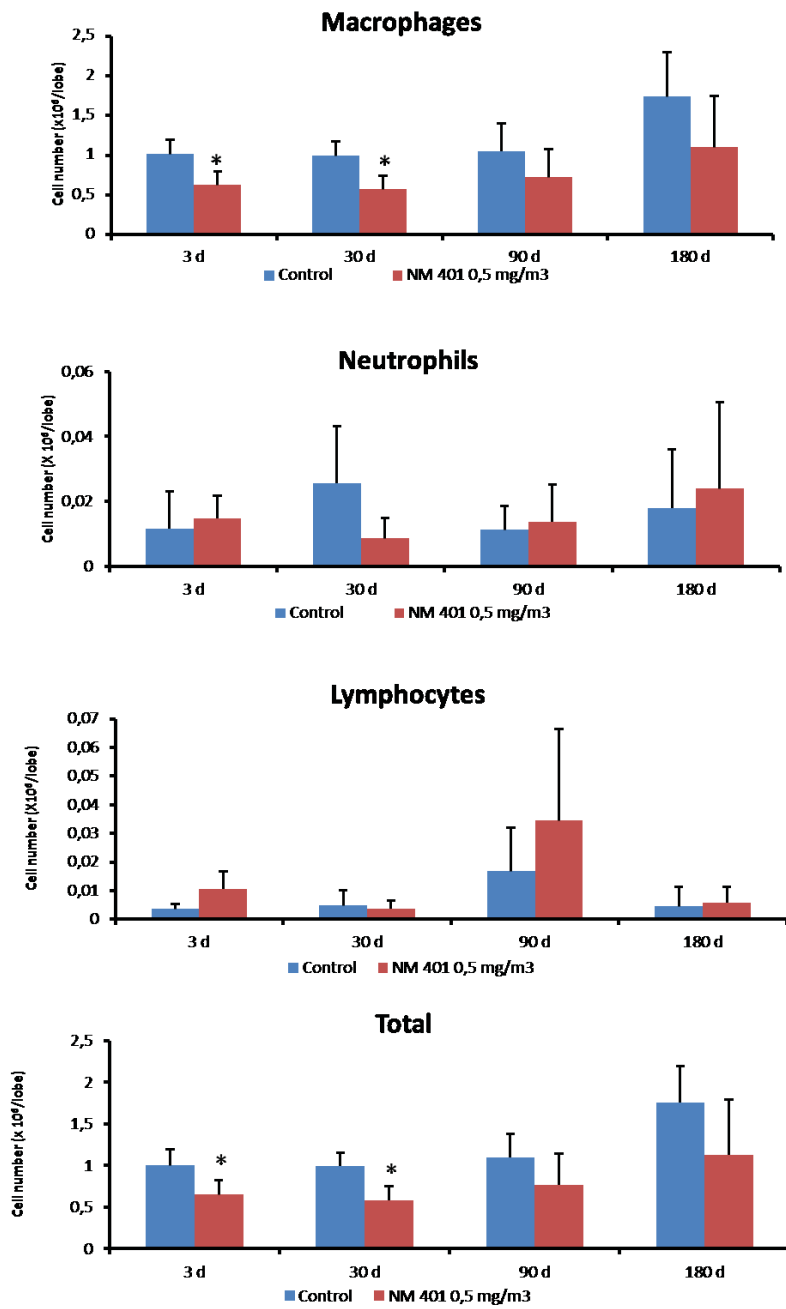 Macrophages
Cell number (x10⁶/lobe)
2,5
2
1,5
1
0,5
0
*
*
3 d 30 d 90 d 180 d
Control NM 401 0,5 mg/m3
Neutrophils
Cell number (X 10⁶/lobe)
0,06
0,04
0,02
0
3 d 30 d 90 d 180 d
Control NM 401 0,5 mg/m3
Lymphocytes
Cell number (X10⁶/lobe)
0,07
0,06
0,05
0,04
0,03
0,02
0,01
0
3 d 30 d 90 d 180 d
Control NM 401 0,5 mg/m3
Total
Cell number (x 10⁶/lobe)
2,5
2
1,5
1
0,5
0
*
*
3 d 30 d 90 d 180 d
Control NM 401 0,5 mg/m3